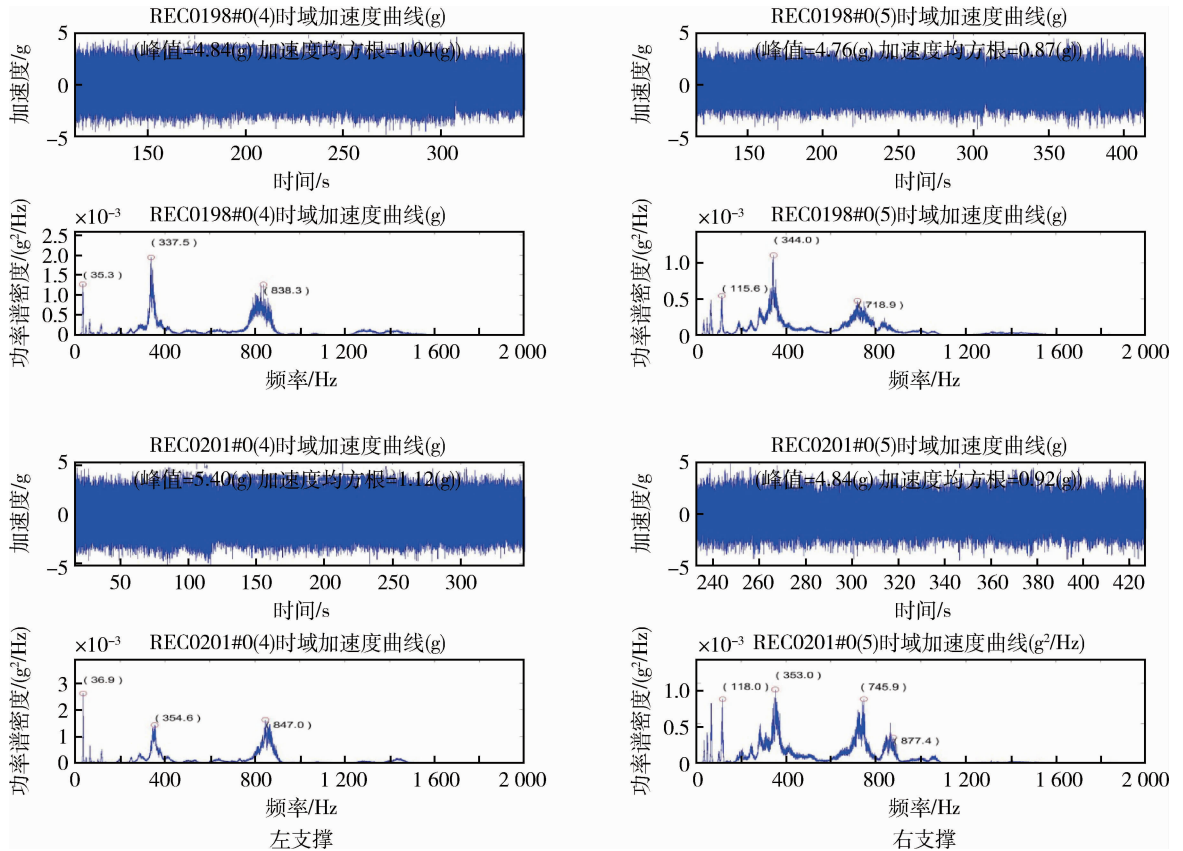 REC0198#0(4)时域加速度曲线(g)
(峰值=4.84(g) 加速度均方根=1.04(g))
加速度/g
5
0
−5
150
200
250
300
时间/s
REC0198#0(5)时域加速度曲线(g)
(峰值=4.76(g) 加速度均方根=0.87(g))
加速度/g
5
0
−5
150
200
250
300
350
400
时间/s
×10⁻³
REC0198#0(4)时域加速度曲线(g)
功率谱密度/(g²/Hz)
2.5
2.0
1.5
1.0
0.5
0
( 35.3 )
( 337.5 )
( 838.3 )
0
400
800
1 200
1 600
2 000
频率/Hz
×10⁻³
REC0198#0(5)时域加速度曲线(g)
功率谱密度/(g²/Hz)
1.0
0.5
0
( 115.6 )
( 344.0 )
( 718.9 )
0
400
800
1 200
1 600
2 000
频率/Hz
REC0201#0(4)时域加速度曲线(g)
(峰值=5.40(g) 加速度均方根=1.12(g))
加速度/g
5
0
−5
50
100
150
200
250
300
时间/s
REC0201#0(5)时域加速度曲线(g)
(峰值=4.84(g) 加速度均方根=0.92(g))
加速度/g
5
0
−5
240
260
280
300
320
340
360
380
400
420
时间/s
×10⁻³
REC0201#0(4)时域加速度曲线(g)
功率谱密度/(g²/Hz)
3
2
1
0
( 36.9 )
( 354.6 )
( 847.0 )
0
400
800
1 200
1 600
2 000
频率/Hz
左支撑
×10⁻³
REC0201#0(5)时域加速度曲线(g²/Hz)
功率谱密度/(g²/Hz)
1.0
0.5
0
( 118.0 )
( 353.0 )
( 745.9 )
( 877.4 )
0
400
800
1 200
1 600
2 000
频率/Hz
右支撑